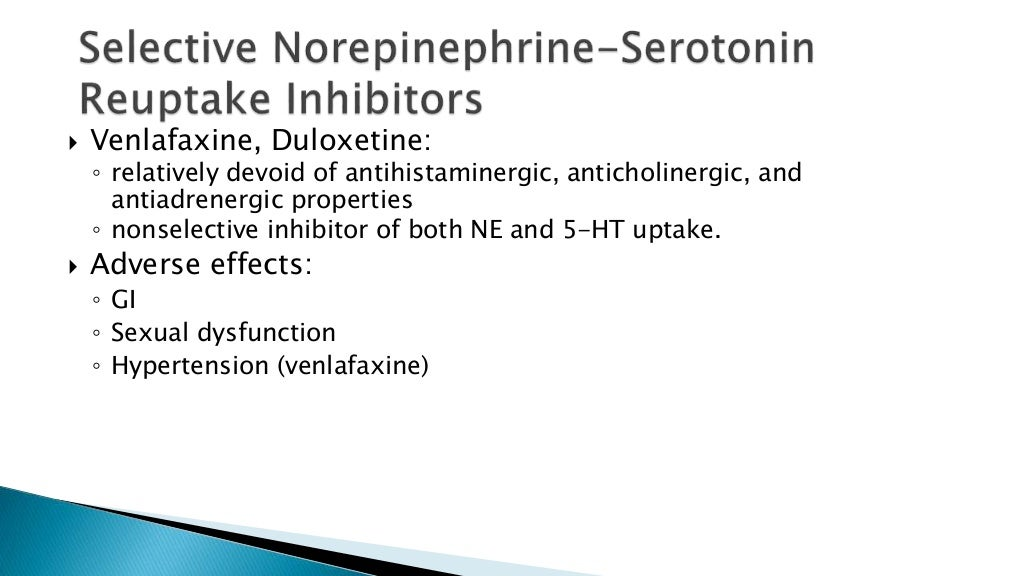 Selective Norepinephrine-Serotonin
Reuptake Inhibitors
Venlafaxine, Duloxetine:
relatively devoid of antihistaminergic, anticholinergic, and
antiadrenergic properties
nonselective inhibitor of both NE and 5-HT uptake.
Adverse effects:
GI
Sexual dysfunction
Hypertension (venlafaxine)